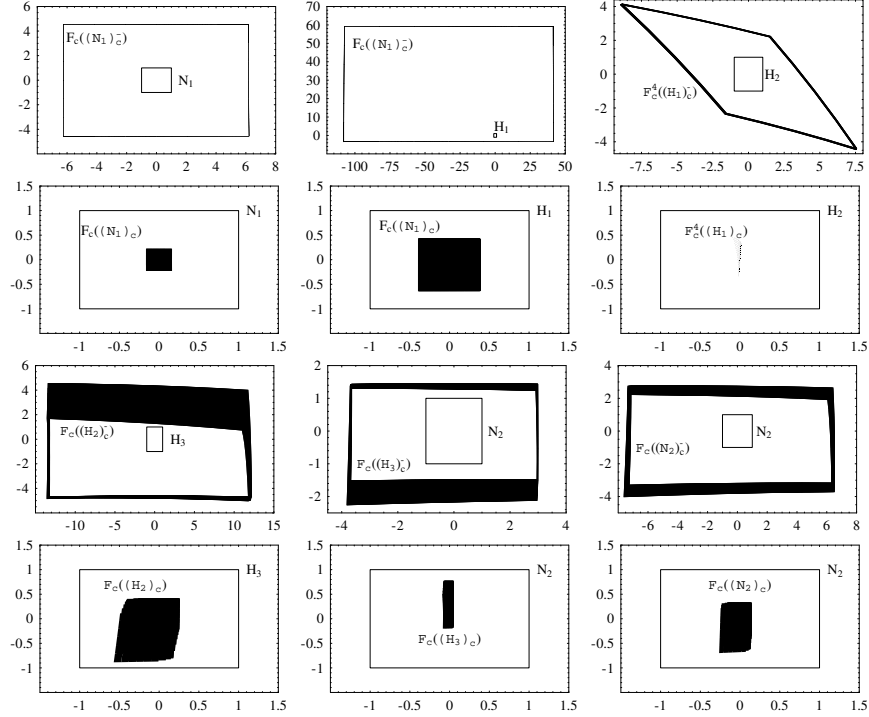 6
4
2
0
-2
-4
F_c((N_1)_c^-)
N_1
-6 -4 -2 0 2 4 6 8
70
60
50
40
30
20
10
0
F_c((N_1)_c^-)
H_1
-100 -75 -50 -25 0 25 50
4
2
0
-2
-4
H_2
F_c^4((H_1)_c^-)
-7.5 -5 -2.5 0 2.5 5 7.5
1.5
1
0.5
0
-0.5
-1
N_1
F_c((N_1)_c)
-1 -0.5 0 0.5 1 1.5
1.5
1
0.5
0
-0.5
-1
H_1
F_c((N_1)_c)
-1 -0.5 0 0.5 1 1.5
1.5
1
0.5
0
-0.5
-1
H_2
F_c^4((H_1)_c)
-1 -0.5 0 0.5 1 1.5
6
4
2
0
-2
-4
F_c((H_2)_c^-)
H_3
-10 -5 0 5 10 15
2
1
0
-1
-2
N_2
F_c((H_3)_c^-)
-4 -2 0 2 4
4
2
0
-2
-4
N_2
F_c((N_2)_c^-)
-6 -4 -2 0 2 4 6 8
1.5
1
0.5
0
-0.5
-1
H_3
F_c((H_2)_c)
-1 -0.5 0 0.5 1 1.5
1.5
1
0.5
0
-0.5
-1
N_2
F_c((H_3)_c)
-1 -0.5 0 0.5 1 1.5
1.5
1
0.5
0
-0.5
-1
N_2
F_c((N_2)_c)
-1 -0.5 0 0.5 1 1.5